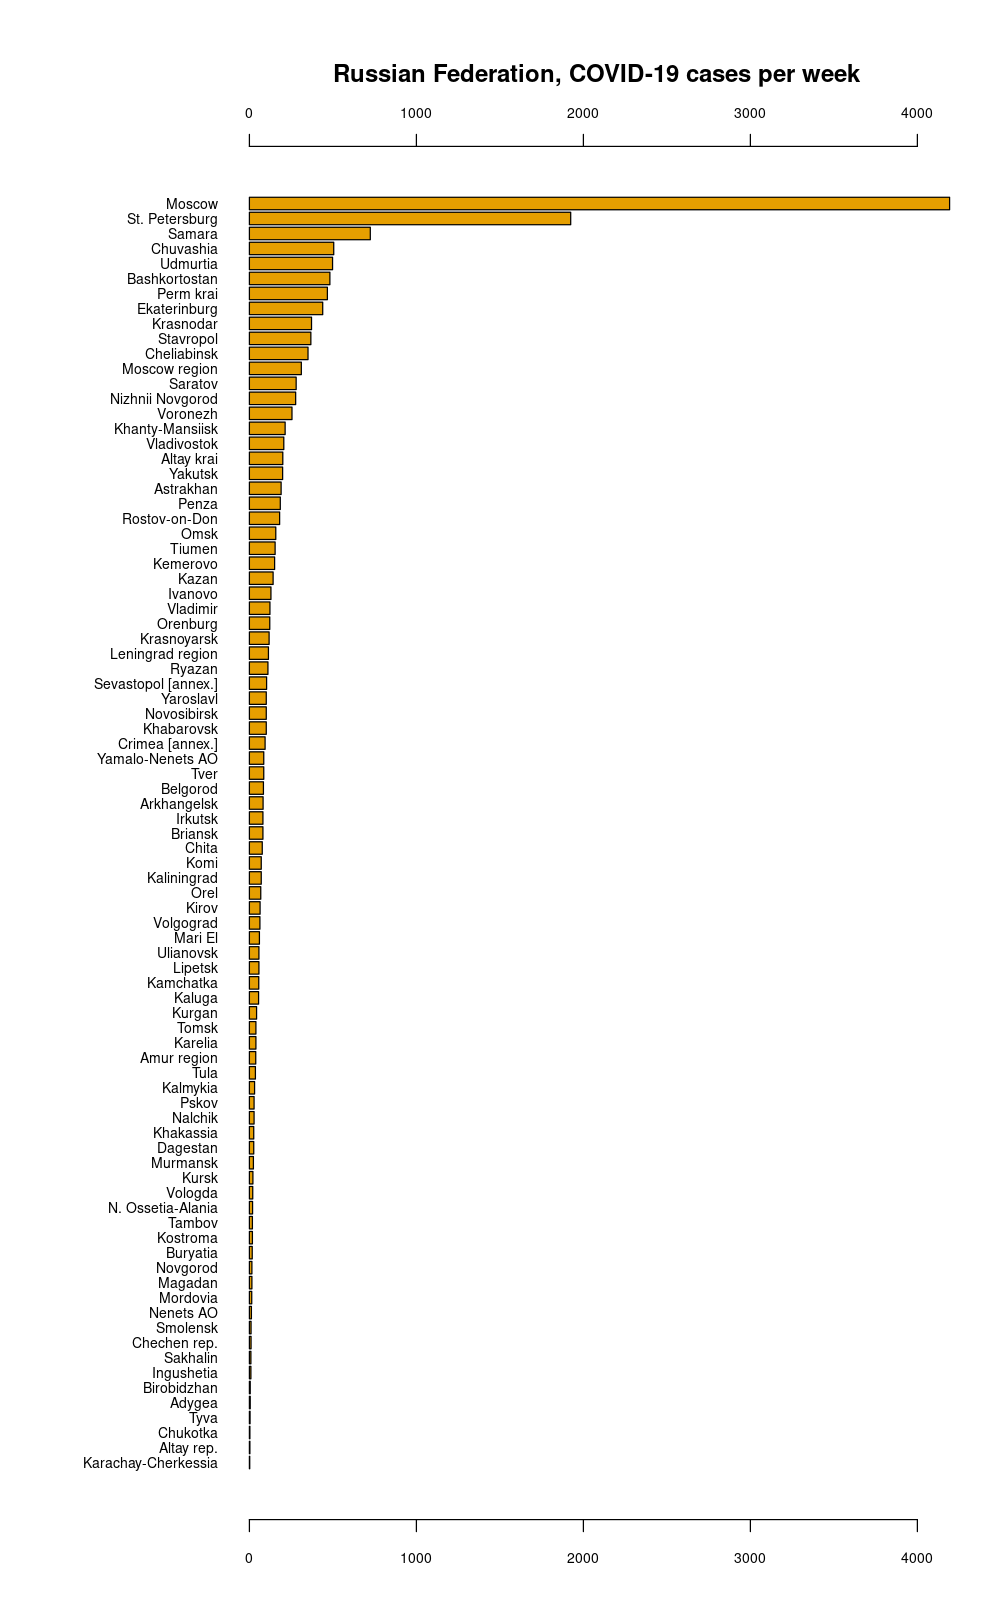 Russian Federation, COVID-19 cases per week
0 1000 2000 3000 4000
Moscow
St. Petersburg
Samara
Chuvashia
Udmurtia
Bashkortostan
Perm krai
Ekaterinburg
Krasnodar
Stavropol
Cheliabinsk
Moscow region
Saratov
Nizhnii Novgorod
Voronezh
Khanty-Mansiisk
Vladivostok
Altay krai
Yakutsk
Astrakhan
Penza
Rostov-on-Don
Omsk
Tiumen
Kemerovo
Kazan
Ivanovo
Vladimir
Orenburg
Krasnoyarsk
Leningrad region
Ryazan
Sevastopol [annex.]
Yaroslavl
Novosibirsk
Khabarovsk
Crimea [annex.]
Yamalo-Nenets AO
Tver
Belgorod
Arkhangelsk
Irkutsk
Briansk
Chita
Komi
Kaliningrad
Orel
Kirov
Volgograd
Mari El
Ulianovsk
Lipetsk
Kamchatka
Kaluga
Kurgan
Tomsk
Karelia
Amur region
Tula
Kalmykia
Pskov
Nalchik
Khakassia
Dagestan
Murmansk
Kursk
Vologda
N. Ossetia-Alania
Tambov
Kostroma
Buryatia
Novgorod
Magadan
Mordovia
Nenets AO
Smolensk
Chechen rep.
Sakhalin
Ingushetia
Birobidzhan
Adygea
Tyva
Chukotka
Altay rep.
Karachay-Cherkessia
0 1000 2000 3000 4000